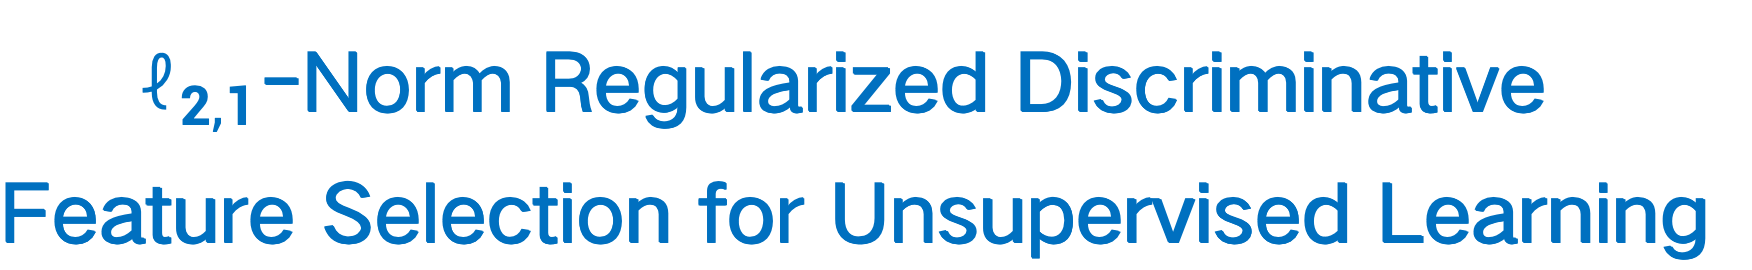 ℓ2,1-Norm Regularized Discriminative
Feature Selection for Unsupervised Learning